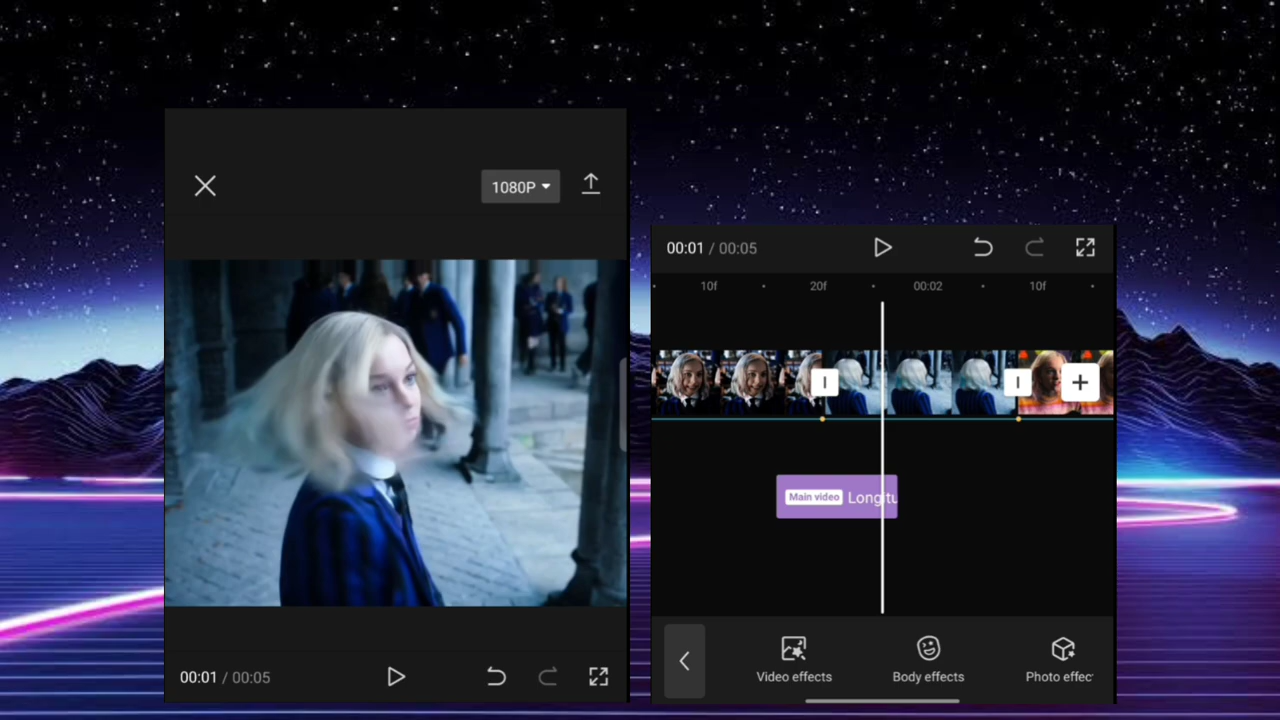 1080P
00:01 / 00:05
00:01 / 00:05
10f 20f 00:02 10f
Main video Longitu
Video effects Body effects Photo effec